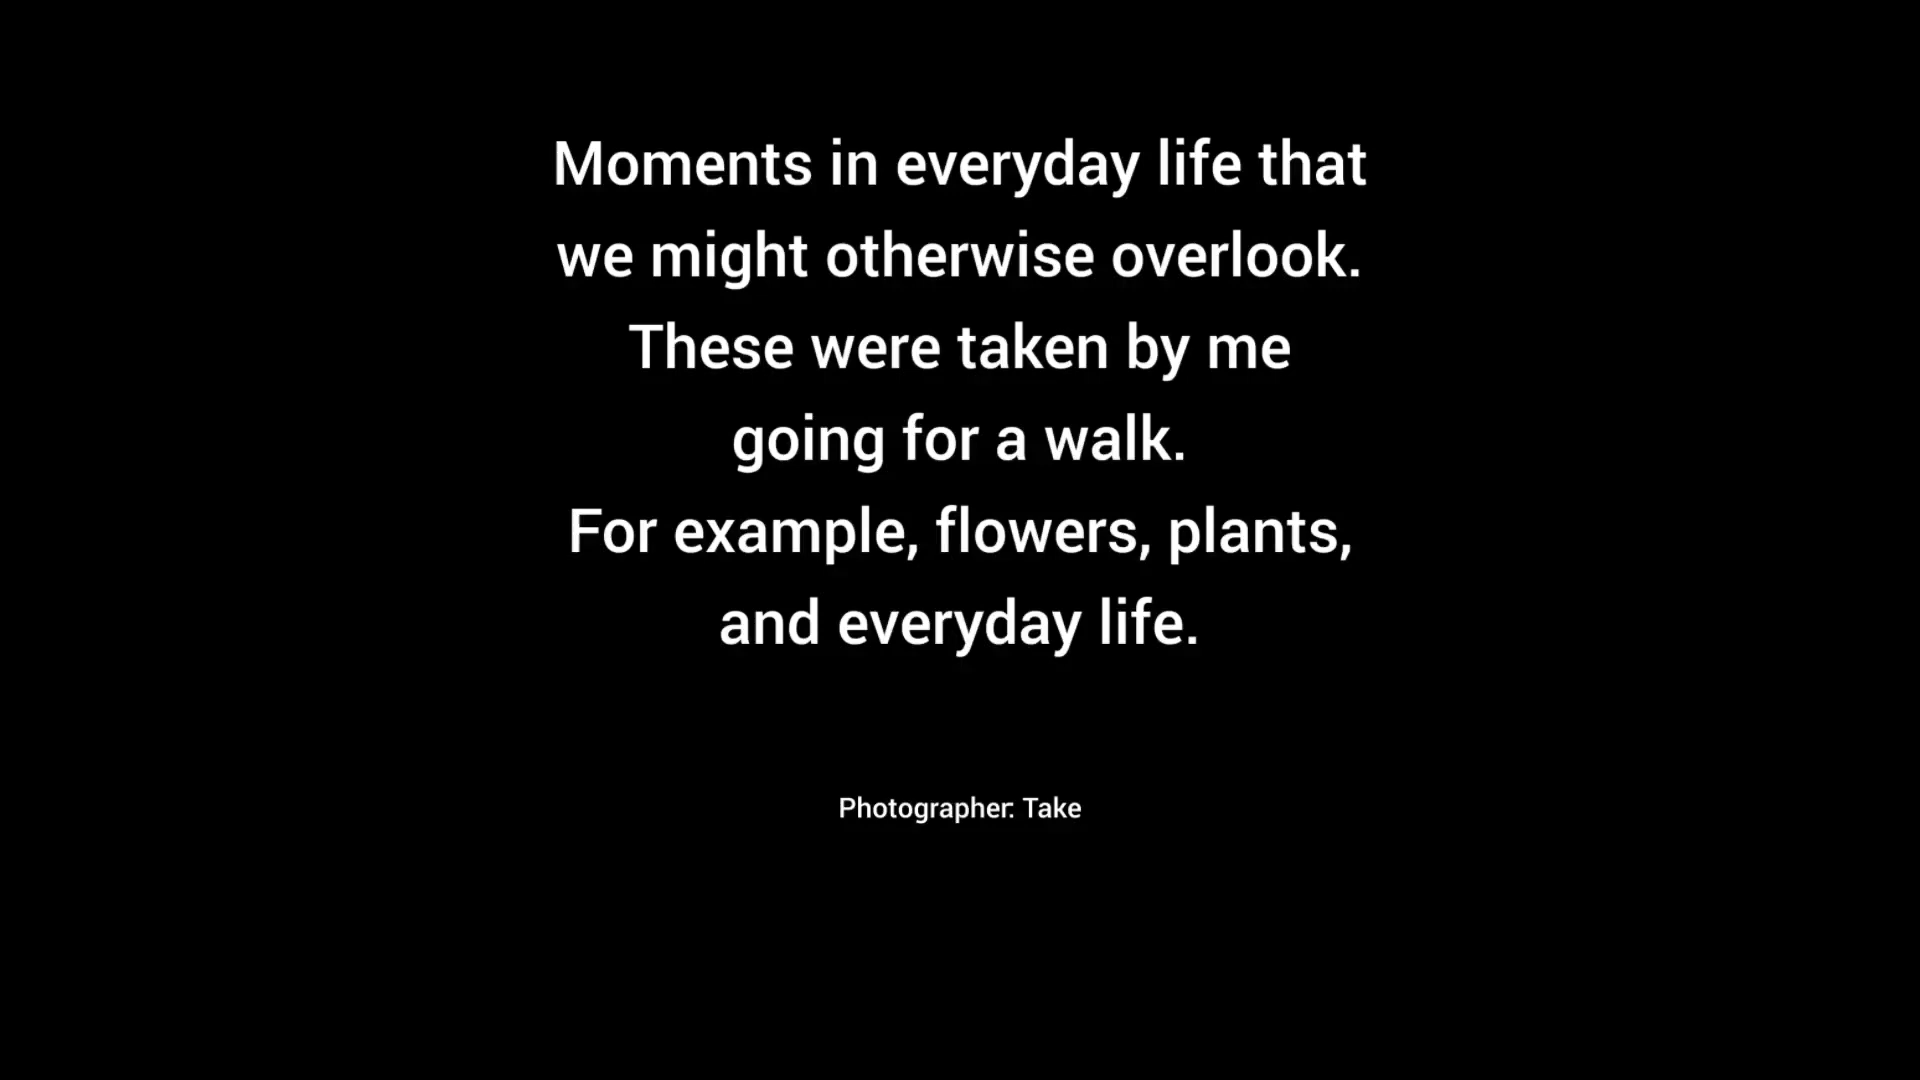 Moments in everyday life that
we might otherwise overlook.
These were taken by me
going for a walk.
For example, flowers, plants,
and everyday life.
Photographer: Take